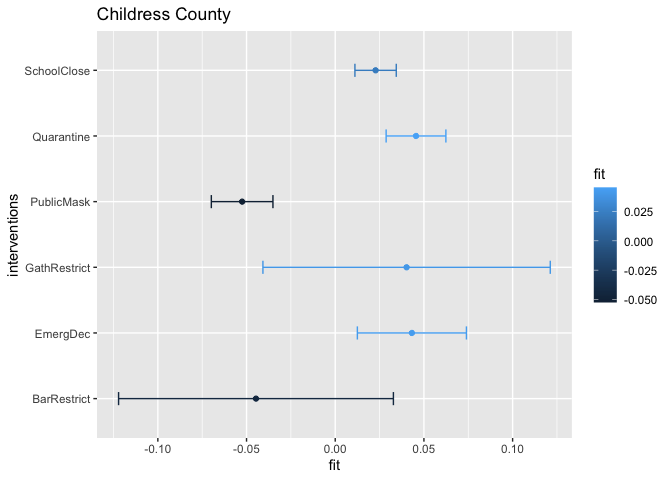 Childress County
SchoolClose
Quarantine
PublicMask
GathRestrict
EmergDec
BarRestrict
interventions
-0.10 -0.05 0.00 0.05 0.10
fit
fit
0.025
0.000
-0.025
-0.050